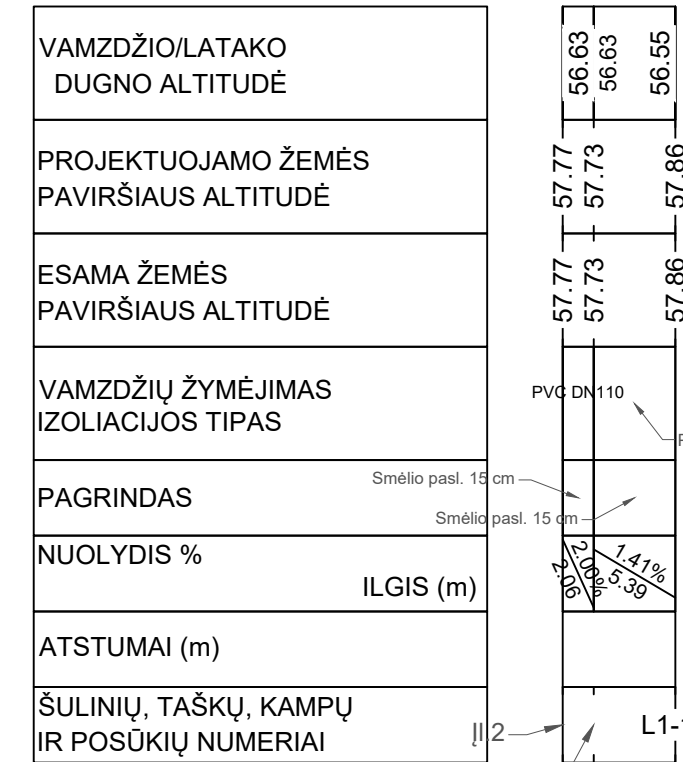 VAMZDŽIO/LATAKO
DUGNO ALTITUDĖ
56.63
56.63
56.55
PROJEKTUOJAMO ŽEMĖS
PAVIRŠIAUS ALTITUDĖ
57.77
57.73
57.86
ESAMA ŽEMĖS
PAVIRŠIAUS ALTITUDĖ
57.77
57.73
57.86
VAMZDŽIŲ ŽYMĖJIMAS
IZOLIACIJOS TIPAS
PVC DN110
PAGRINDAS
Smėlio pasl. 15 cm
Smėlio pasl. 15 cm
NUOLYDIS %
ILGIS (m)
2.00%
2.06
1.41%
5.39
ATSTUMAI (m)
ŠULINIŲ, TAŠKŲ, KAMPŲ
IR POSŪKIŲ NUMERIAI
L1-1